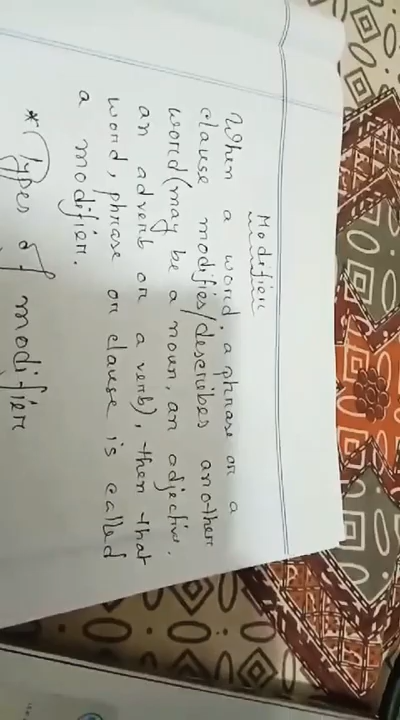 Modifier
When a word, a phrase or a
clause modifies/describes another
word (may be a noun, an adjective,
an adverb or a verb), then that
word, phrase or clause is called
a modifier.
* Types of modifier